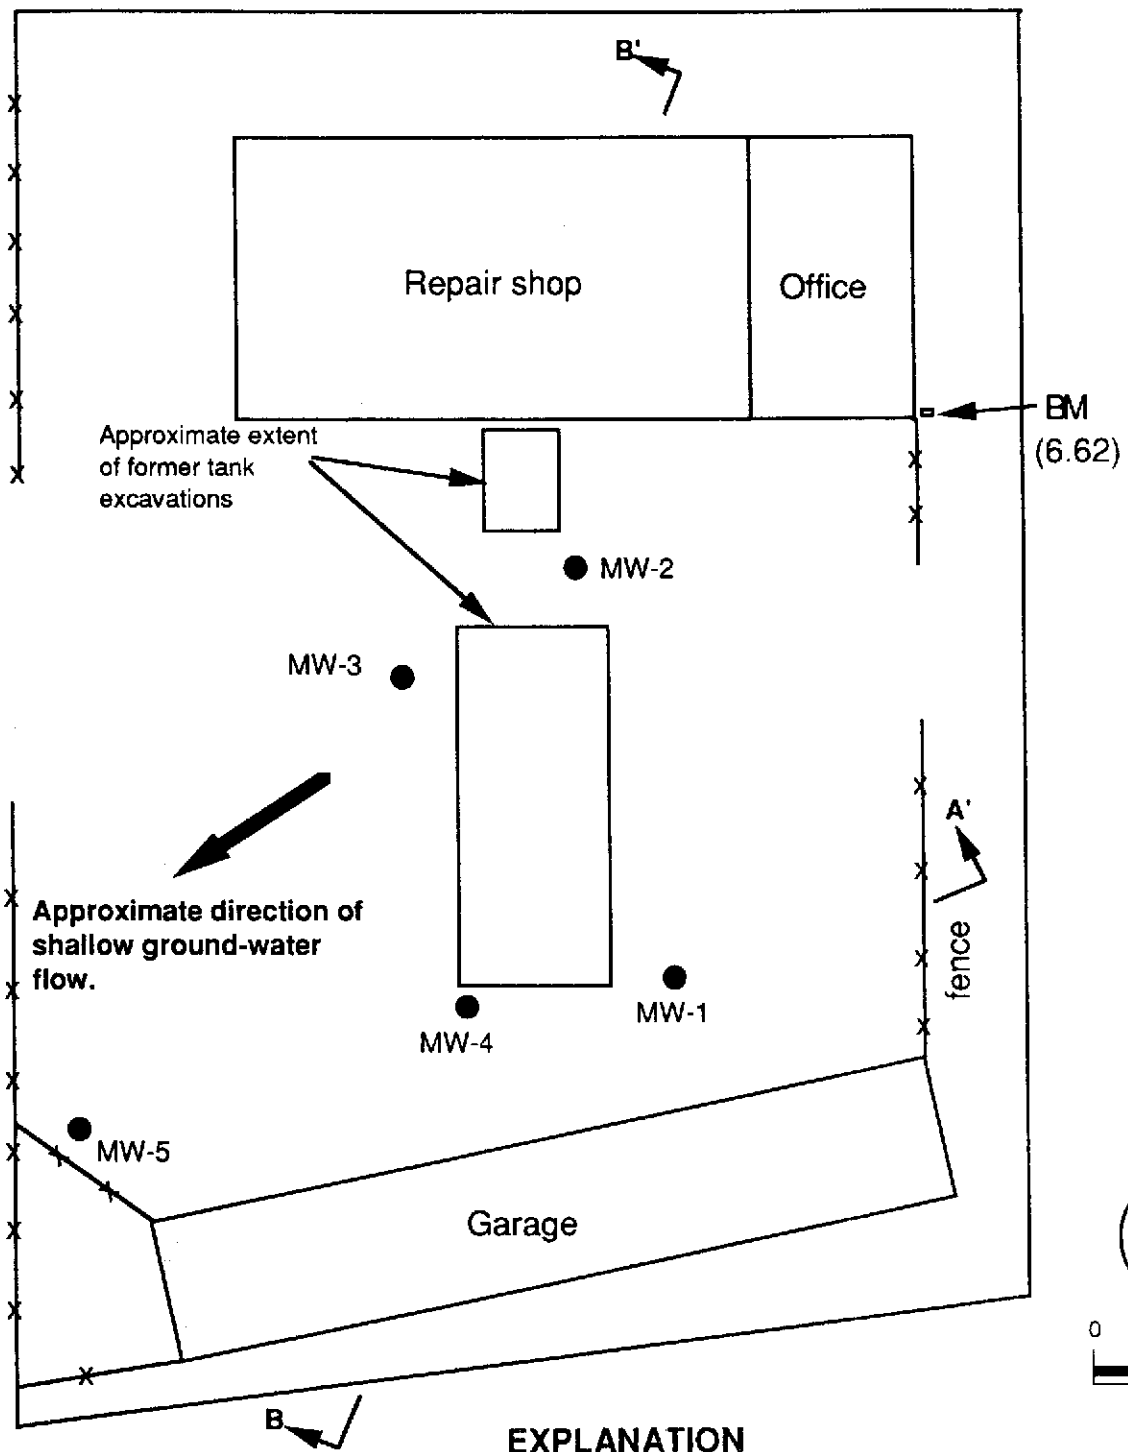 B'
Repair shop
Office
BM
(6.62)
Approximate extent
of former tank
excavations
MW-2
MW-3
A'
Approximate direction of
shallow ground-water
flow.
fence
MW-1
MW-4
MW-5
Garage
0
B
EXPLANATION